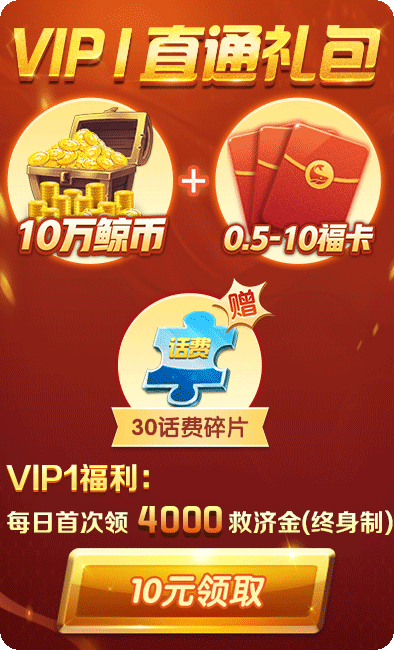 VIP1直通礼包
10万鲸币
+
0.5-10福卡
赠
话费
30话费碎片
VIP1福利：
每日首次领 4000 救济金(终身制)
10元领取